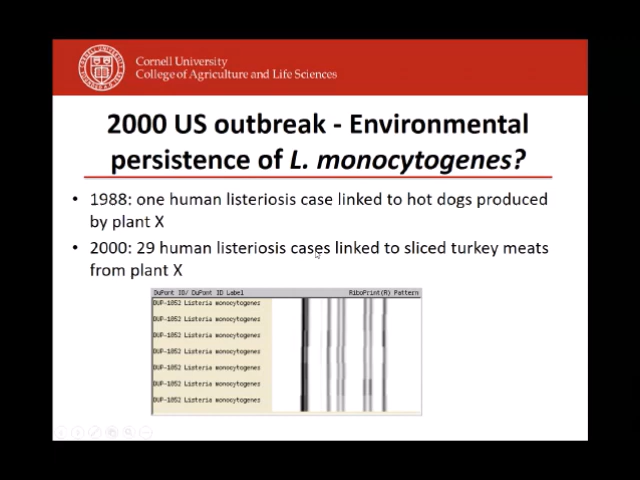 Cornell University
College of Agriculture and Life Sciences
2000 US outbreak - Environmental
persistence of L. monocytogenes?
• 1988: one human listeriosis case linked to hot dogs produced
by plant X
• 2000: 29 human listeriosis cases linked to sliced turkey meats
from plant X
DuPont ID/ DuPont ID Label RiboPrint(R) Pattern
DUP-1052 Listeria monocytogenes
DUP-1052 Listeria monocytogenes
DUP-1052 Listeria monocytogenes
DUP-1052 Listeria monocytogenes
DUP-1052 Listeria monocytogenes
DUP-1052 Listeria monocytogenes
DUP-1052 Listeria monocytogenes